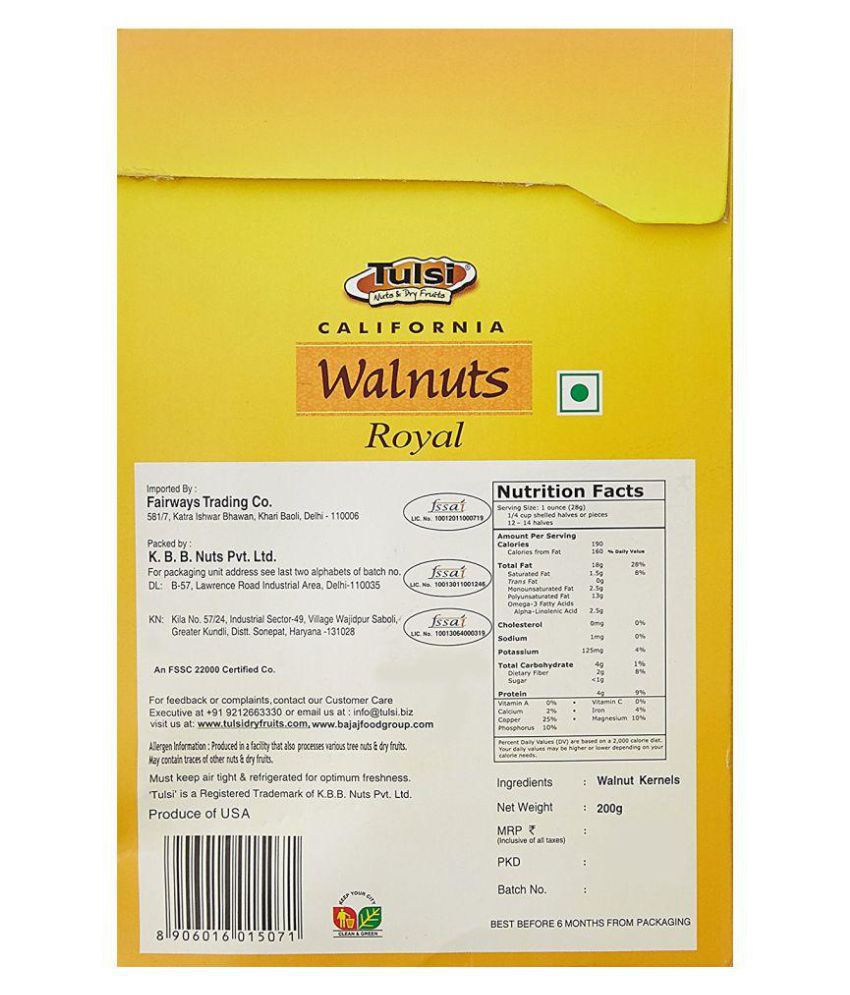 Tulsi®
Nuts & Dry Fruits
CALIFORNIA
Walnuts
Royal
Imported By :
Fairways Trading Co.
581/7, Katra Ishwar Bhawan, Khari Baoli, Delhi - 110006
fssai
LIC. No. 10012011000719
Packed by :
K. B. B. Nuts Pvt. Ltd.
For packaging unit address see last two alphabets of batch no.
DL: B-57, Lawrence Road Industrial Area, Delhi-110035
fssai
LIC. No. 10013011001246
KN: Kila No. 57/24, Industrial Sector-49, Village Wajidpur Saboli,
Greater Kundli, Distt. Sonepat, Haryana -131028
fssai
LIC. No. 10013064000319
An FSSC 22000 Certified Co.
For feedback or complaints, contact our Customer Care
Executive at +91 9212663330 or email us at : info@tulsi.biz
visit us at: www.tulsidryfruits.com, www.bajajfoodgroup.com
Allergen Information : Produced in a facility that also processes various tree nuts & dry fruits.
May contain traces of other nuts & dry fruits.
Must keep air tight & refrigerated for optimum freshness.
'Tulsi' is a Registered Trademark of K.B.B. Nuts Pvt. Ltd.
Produce of USA
8 906016 015071
KEEP YOUR CITY
CLEAN & GREEN
Nutrition Facts
Serving Size: 1 ounce (28g)
1/4 cup shelled halves or pieces
12 - 14 halves
Amount Per Serving
Calories 190
Calories from Fat 160 % Daily Value
Total Fat 18g 28%
Saturated Fat 1.5g 8%
Trans Fat 0g
Monounsaturated Fat 2.5g
Polyunsaturated Fat 13g
Omega-3 Fatty Acids
Alpha-Linolenic Acid 2.5g
Cholesterol 0mg 0%
Sodium 1mg 0%
Potassium 125mg 4%
Total Carbohydrate 4g 1%
Dietary Fiber 2g 8%
Sugar <1g
Protein 4g 9%
Vitamin A 0% • Vitamin C 0%
Calcium 2% • Iron 4%
Copper 25% • Magnesium 10%
Phosphorus 10%
Percent Daily Values (DV) are based on a 2,000 calorie diet.
Your daily values may be higher or lower depending on your
calorie needs.
Ingredients : Walnut Kernels
Net Weight : 200g
MRP ₹ :
(Inclusive of all taxes)
PKD :
Batch No. :
BEST BEFORE 6 MONTHS FROM PACKAGING